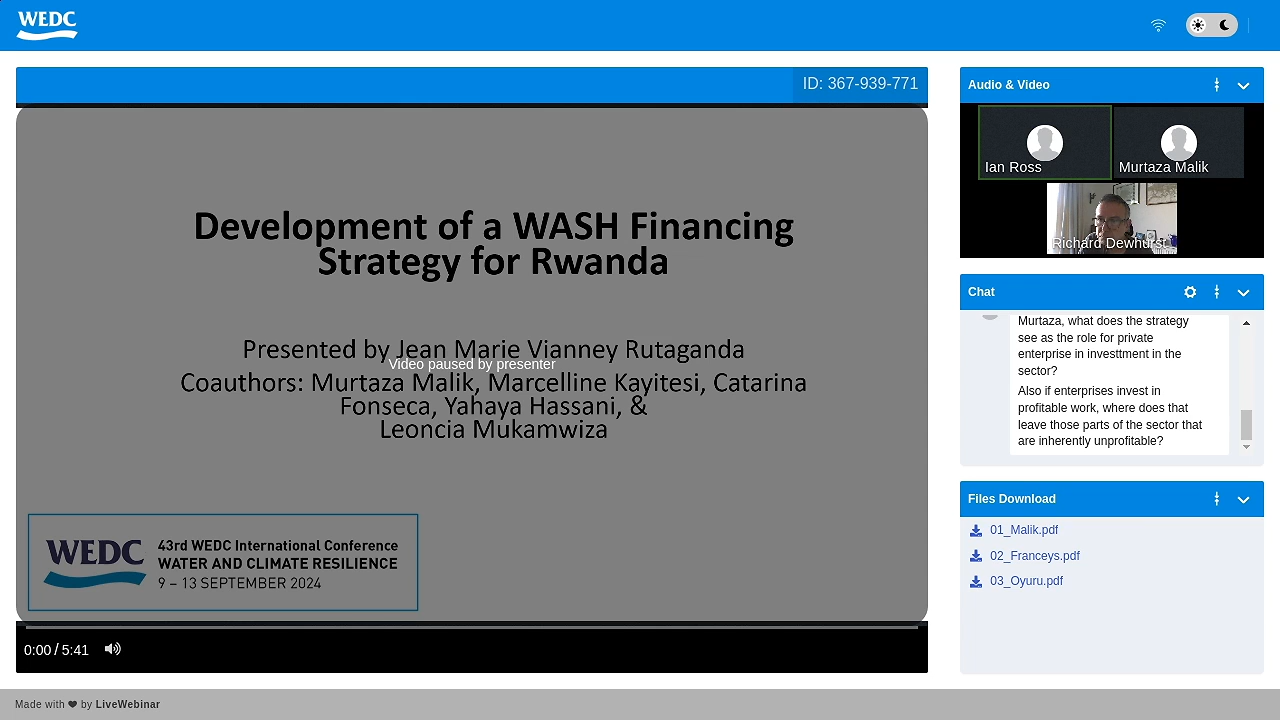 WEDC
ID: 367-939-771
Development of a WASH Financing
Strategy for Rwanda
Presented by Jean Marie Vianney Rutaganda
Video paused by presenter
Coauthors: Murtaza Malik, Marcelline Kayitesi, Catarina
Fonseca, Yahaya Hassani, &
Leoncia Mukamwiza
WEDC
43rd WEDC International Conference
WATER AND CLIMATE RESILIENCE
9 – 13 SEPTEMBER 2024
0:00 / 5:41
Audio & Video
Ian Ross
Murtaza Malik
Richard Dewhurst
Chat
Murtaza, what does the strategy
see as the role for private
enterprise in investtment in the
sector?
Also if enterprises invest in
profitable work, where does that
leave those parts of the sector that
are inherently unprofitable?
Files Download
01_Malik.pdf
02_Franceys.pdf
03_Oyuru.pdf
Made with ❤ by LiveWebinar